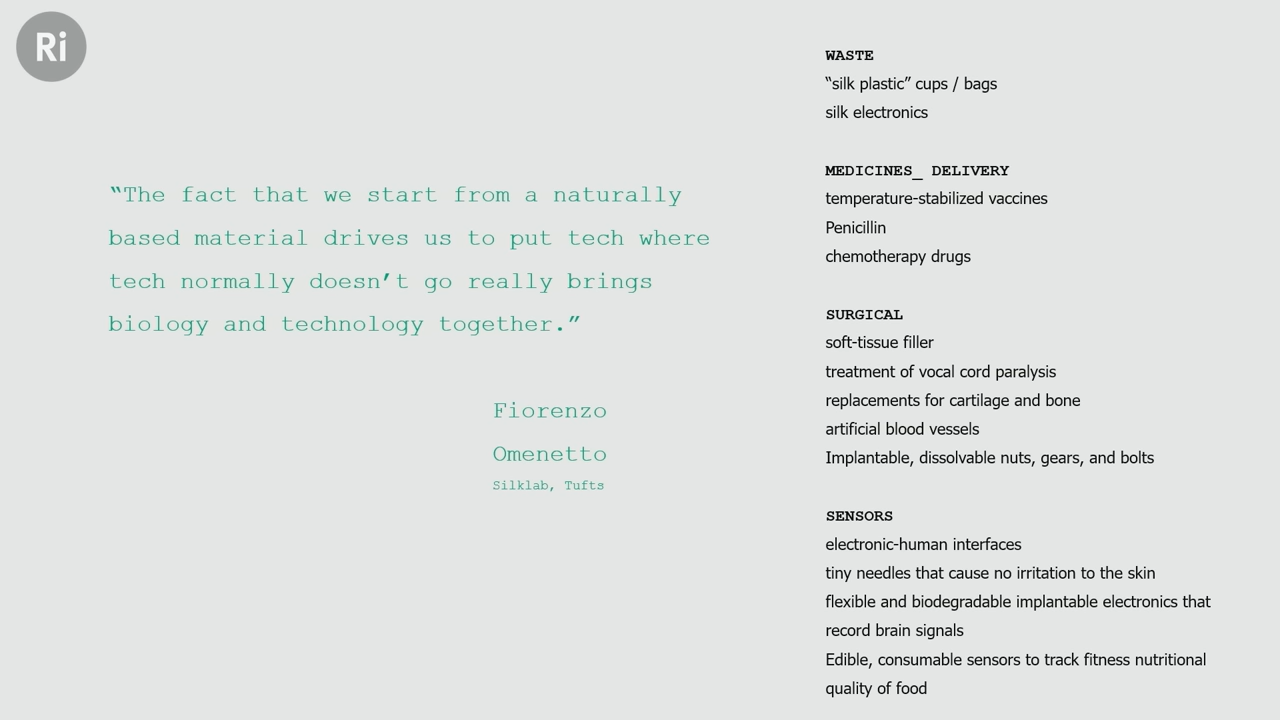 Ri
“The fact that we start from a naturally
based material drives us to put tech where
tech normally doesn’t go really brings
biology and technology together.”
Fiorenzo
Omenetto
Silklab, Tufts
WASTE
“silk plastic” cups / bags
silk electronics
MEDICINES_ DELIVERY
temperature-stabilized vaccines
Penicillin
chemotherapy drugs
SURGICAL
soft-tissue filler
treatment of vocal cord paralysis
replacements for cartilage and bone
artificial blood vessels
Implantable, dissolvable nuts, gears, and bolts
SENSORS
electronic-human interfaces
tiny needles that cause no irritation to the skin
flexible and biodegradable implantable electronics that
record brain signals
Edible, consumable sensors to track fitness nutritional
quality of food